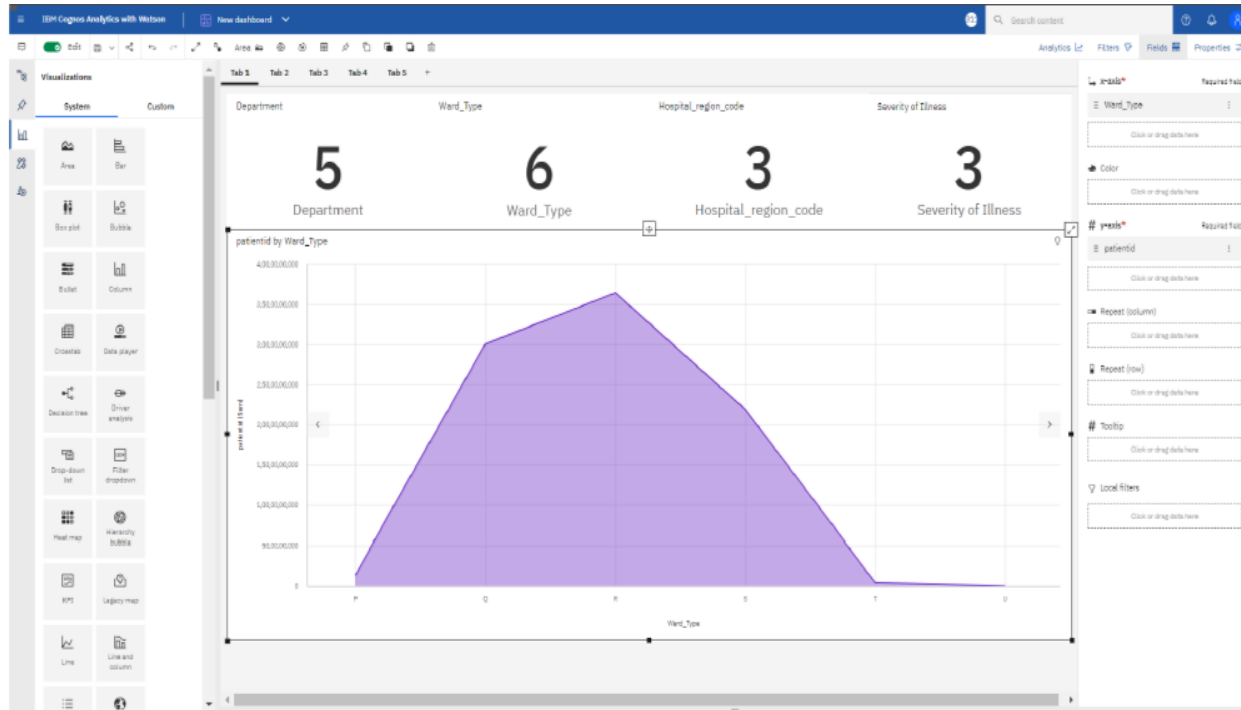 IBM Cognos Analytics with Watson
New dashboard
Search content
Edit
Area
Analytics
Filters
Fields
Properties
Visualizations
System
Custom
Area
Bar
Box plot
Bubble
Bullet
Column
Crosstab
Data player
Decision tree
Driver
analysis
Drop-down
list
Filter
dropdown
Heat map
Hierarchy
bubble
KPI
Legacy map
Line
Line and
column
Tab 1
Tab 2
Tab 3
Tab 4
Tab 5
+
Department
Ward_Type
Hospital_region_code
Severity of Illness
5
6
3
3
Department
Ward_Type
Hospital_region_code
Severity of Illness
patientid by Ward_Type
4,00,00,00,000
3,50,00,00,000
3,00,00,00,000
2,50,00,00,000
2,00,00,00,000
1,50,00,00,000
1,00,00,00,000
50,00,00,000
0
P
Q
R
S
T
U
Ward_Type
x-axis*
Required field
Ward_Type
Click or drag data here
Color
Click or drag data here
# y-axis*
Required field
patientid
Click or drag data here
Repeat (column)
Click or drag data here
Repeat (row)
Click or drag data here
# Tooltip
Click or drag data here
Local filters
Click or drag data here